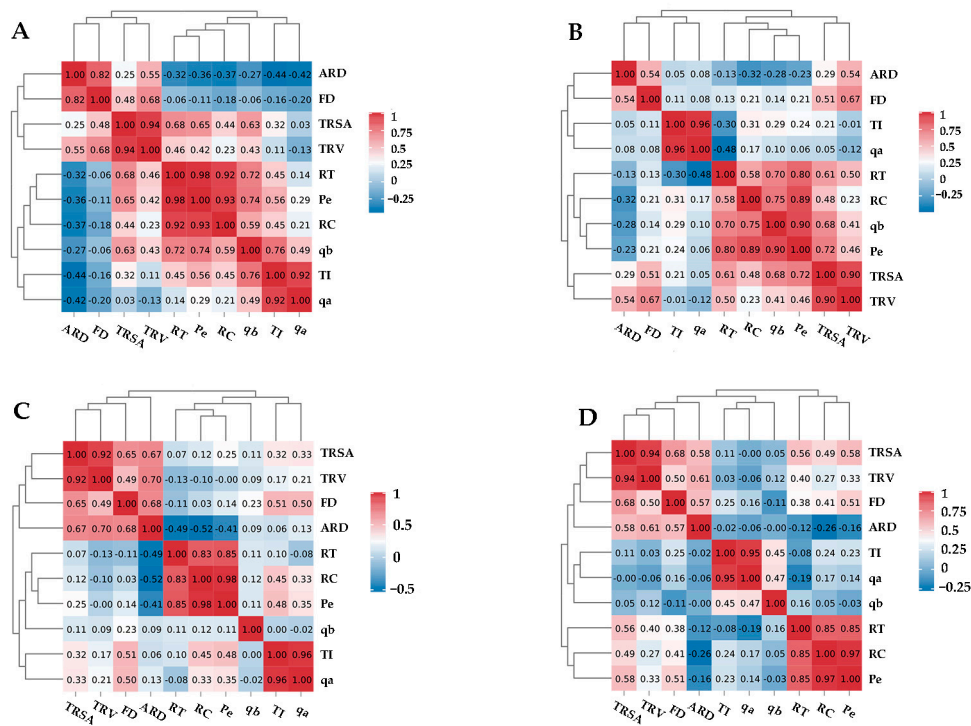 A
1.00 0.82 0.25 0.55 -0.32 -0.36 -0.37 -0.27 -0.44 -0.42 ARD
0.82 1.00 0.48 0.68 -0.06 -0.11 -0.18 -0.06 -0.16 -0.20 FD
0.25 0.48 1.00 0.94 0.68 0.65 0.44 0.63 0.32 0.03 TRSA
0.55 0.68 0.94 1.00 0.46 0.42 0.23 0.43 0.11 -0.13 TRV
-0.32 -0.06 0.68 0.46 1.00 0.98 0.92 0.72 0.45 0.14 RT
-0.36 -0.11 0.65 0.42 0.98 1.00 0.93 0.74 0.56 0.29 Pe
-0.37 -0.18 0.44 0.23 0.92 0.93 1.00 0.59 0.45 0.21 RC
-0.27 -0.06 0.63 0.43 0.72 0.74 0.59 1.00 0.76 0.49 qb
-0.44 -0.16 0.32 0.11 0.45 0.56 0.45 0.76 1.00 0.92 TI
-0.42 -0.20 0.03 -0.13 0.14 0.29 0.21 0.49 0.92 1.00 qa
ARD FD TRSA TRV RT Pe RC qb TI qa
1
0.75
0.5
0.25
0
-0.25
B
1.00 0.54 0.05 0.08 -0.13 -0.32 -0.28 -0.23 0.29 0.54 ARD
0.54 1.00 0.11 0.08 0.13 0.21 0.14 0.21 0.51 0.67 FD
0.05 0.11 1.00 0.96 -0.30 0.31 0.29 0.24 0.21 -0.01 TI
0.08 0.08 0.96 1.00 -0.48 0.17 0.10 0.06 0.05 -0.12 qa
-0.13 0.13 -0.30 -0.48 1.00 0.58 0.70 0.80 0.61 0.50 RT
-0.32 0.21 0.31 0.17 0.58 1.00 0.75 0.89 0.48 0.23 RC
-0.28 0.14 0.29 0.10 0.70 0.75 1.00 0.90 0.68 0.41 qb
-0.23 0.21 0.24 0.06 0.80 0.89 0.90 1.00 0.72 0.46 Pe
0.29 0.51 0.21 0.05 0.61 0.48 0.68 0.72 1.00 0.90 TRSA
0.54 0.67 -0.01 -0.12 0.50 0.23 0.41 0.46 0.90 1.00 TRV
ARD FD TI qa RT RC qb Pe TRSA TRV
1
0.75
0.5
0.25
0
-0.25
C
1.00 0.92 0.65 0.67 0.07 0.12 0.25 0.11 0.32 0.33 TRSA
0.92 1.00 0.49 0.70 -0.13 -0.10 -0.00 0.09 0.17 0.21 TRV
0.65 0.49 1.00 0.68 -0.11 0.03 0.14 0.23 0.51 0.50 FD
0.67 0.70 0.68 1.00 -0.49 -0.52 -0.41 0.09 0.06 0.13 ARD
0.07 -0.13 -0.11 -0.49 1.00 0.83 0.85 0.11 0.10 -0.08 RT
0.12 -0.10 0.03 -0.52 0.83 1.00 0.98 0.12 0.45 0.33 RC
0.25 -0.00 0.14 -0.41 0.85 0.98 1.00 0.11 0.48 0.35 Pe
0.11 0.09 0.23 0.09 0.11 0.12 0.11 1.00 0.00 -0.02 qb
0.32 0.17 0.51 0.06 0.10 0.45 0.48 0.00 1.00 0.96 TI
0.33 0.21 0.50 0.13 -0.08 0.33 0.35 -0.02 0.96 1.00 qa
TRSA TRV FD ARD RT RC Pe qb TI qa
1
0.5
0
-0.5
D
1.00 0.94 0.68 0.58 0.11 -0.00 0.05 0.56 0.49 0.58 TRSA
0.94 1.00 0.50 0.61 0.03 -0.06 0.12 0.40 0.27 0.33 TRV
0.68 0.50 1.00 0.57 0.25 0.16 -0.11 0.38 0.41 0.51 FD
0.58 0.61 0.57 1.00 -0.02 -0.06 -0.00 -0.12 -0.26 -0.16 ARD
0.11 0.03 0.25 -0.02 1.00 0.95 0.45 -0.08 0.24 0.23 TI
-0.00 -0.06 0.16 -0.06 0.95 1.00 0.47 -0.19 0.17 0.14 qa
0.05 0.12 -0.11 -0.00 0.45 0.47 1.00 0.16 0.05 -0.03 qb
0.56 0.40 0.38 -0.12 -0.08 -0.19 0.16 1.00 0.85 0.85 RT
0.49 0.27 0.41 -0.26 0.24 0.17 0.05 0.85 1.00 0.97 RC
0.58 0.33 0.51 -0.16 0.23 0.14 -0.03 0.85 0.97 1.00 Pe
TRSA TRV FD ARD TI qa qb RT RC Pe
1
0.75
0.5
0.25
0
-0.25